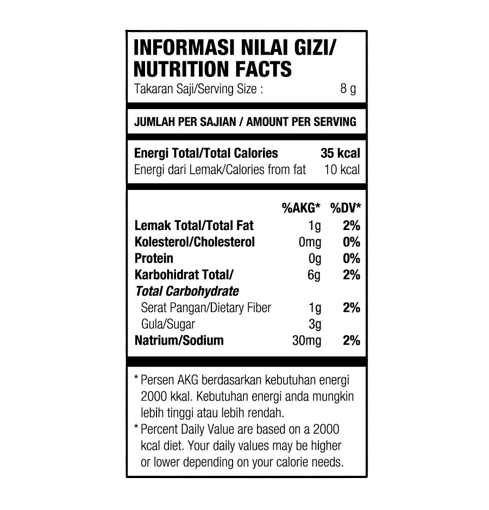 INFORMASI NILAI GIZI/
NUTRITION FACTS
Takaran Saji/Serving Size : 8 g
JUMLAH PER SAJIAN / AMOUNT PER SERVING
Energi Total/Total Calories 35 kcal
Energi dari Lemak/Calories from fat 10 kcal
%AKG* %DV*
Lemak Total/Total Fat 1g 2%
Kolesterol/Cholesterol 0mg 0%
Protein 0g 0%
Karbohidrat Total/ 6g 2%
Total Carbohydrate
Serat Pangan/Dietary Fiber 1g 2%
Gula/Sugar 3g
Natrium/Sodium 30mg 2%
* Persen AKG berdasarkan kebutuhan energi
2000 kkal. Kebutuhan energi anda mungkin
lebih tinggi atau lebih rendah.
* Percent Daily Value are based on a 2000
kcal diet. Your daily values may be higher
or lower depending on your calorie needs.